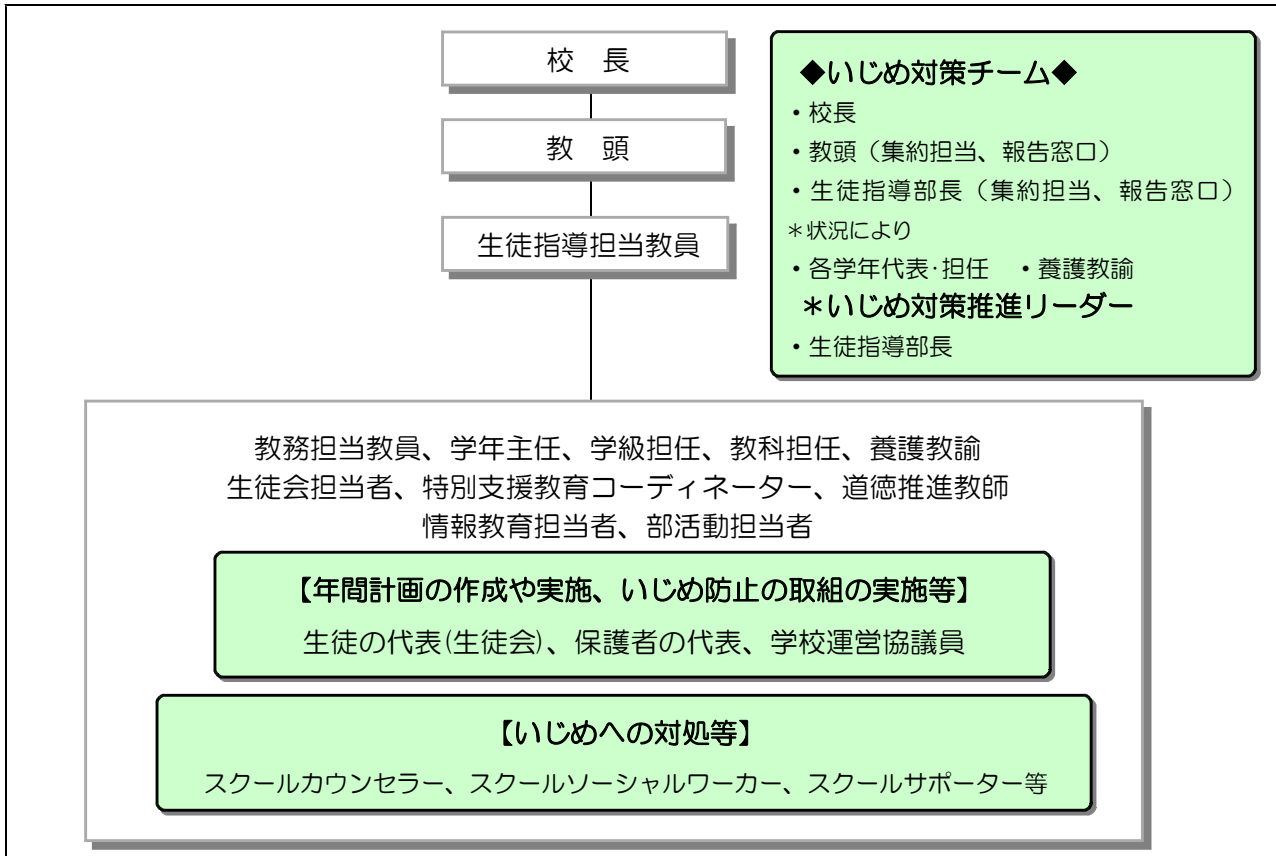 校　長
教　頭
生徒指導担当教員
◆いじめ対策チーム◆
・校長
・教頭（集約担当、報告窓口）
・生徒指導部長（集約担当、報告窓口）
＊状況により
・各学年代表･担任　・養護教諭
＊いじめ対策推進リーダー
・生徒指導部長
教務担当教員、学年主任、学級担任、教科担任、養護教諭
生徒会担当者、特別支援教育コーディネーター、道徳推進教師
情報教育担当者、部活動担当者
【年間計画の作成や実施、いじめ防止の取組の実施等】
生徒の代表(生徒会)、保護者の代表、学校運営協議員
【いじめへの対処等】
スクールカウンセラー、スクールソーシャルワーカー、スクールサポーター等